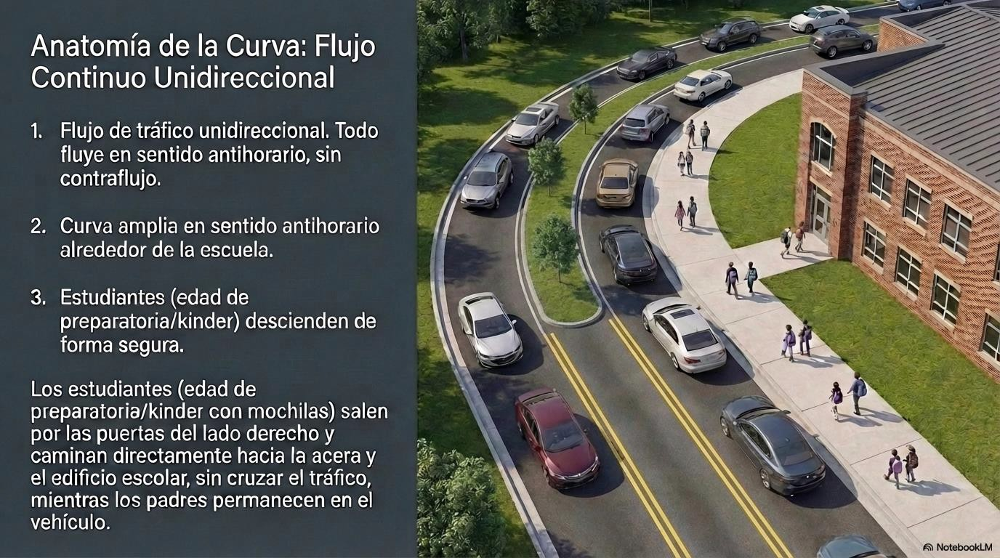 Anatomía de la Curva: Flujo
Continuo Unidireccional
1. Flujo de tráfico unidireccional. Todo
fluye en sentido antihorario, sin
contraflujo.
2. Curva amplia en sentido antihorario
alrededor de la escuela.
3. Estudiantes (edad de
preparatoria/kinder) descienden de
forma segura.
Los estudiantes (edad de
preparatoria/kinder con mochilas) salen
por las puertas del lado derecho y
caminan directamente hacia la acera y
el edificio escolar, sin cruzar el tráfico,
mientras los padres permanecen en el
vehículo.
NotebookLM